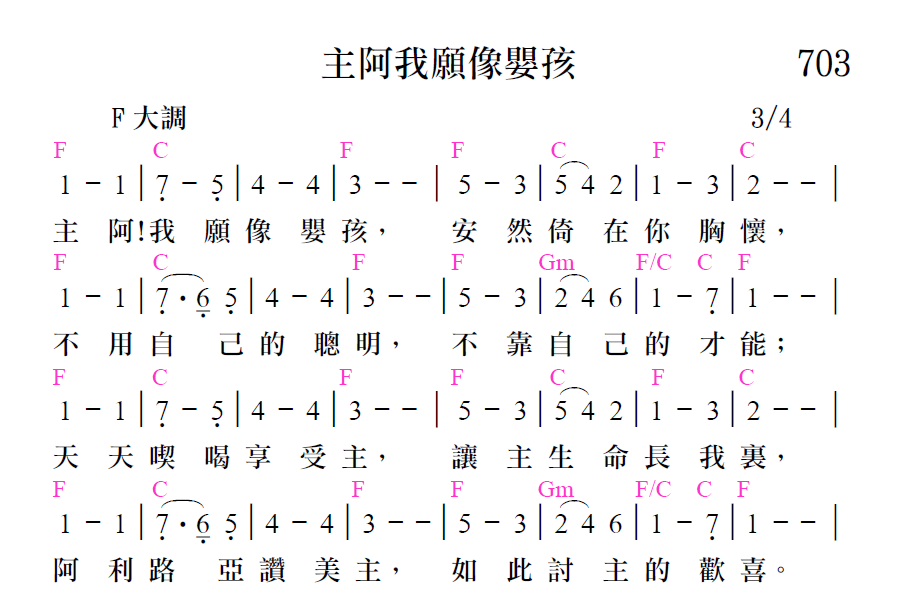 主阿我願像嬰孩 703
F 大調 3/4
F C F F C F C
1 - 1 | 7̣ - 5̣ | 4 - 4 | 3 - - | 5 - 3 | 5 4 2 | 1 - 3 | 2 - - |
主 阿!我 願 像 嬰 孩， 安 然 倚 在 你 胸 懷，
F C F F Gm F/C C F
1 - 1 | 7̣ · 6̣ 5̣ | 4 - 4 | 3 - - | 5 - 3 | 2 4 6 | 1 - 7̣ | 1 - - |
不 用 自 己 的 聰 明， 不 靠 自 己 的 才 能；
F C F F C F C
1 - 1 | 7̣ - 5̣ | 4 - 4 | 3 - - | 5 - 3 | 5 4 2 | 1 - 3 | 2 - - |
天 天 喫 喝 享 受 主， 讓 主 生 命 長 我 裏，
F C F F Gm F/C C F
1 - 1 | 7̣ · 6̣ 5̣ | 4 - 4 | 3 - - | 5 - 3 | 2 4 6 | 1 - 7̣ | 1 - - |
阿 利 路 亞 讚 美 主， 如 此 討 主 的 歡 喜。